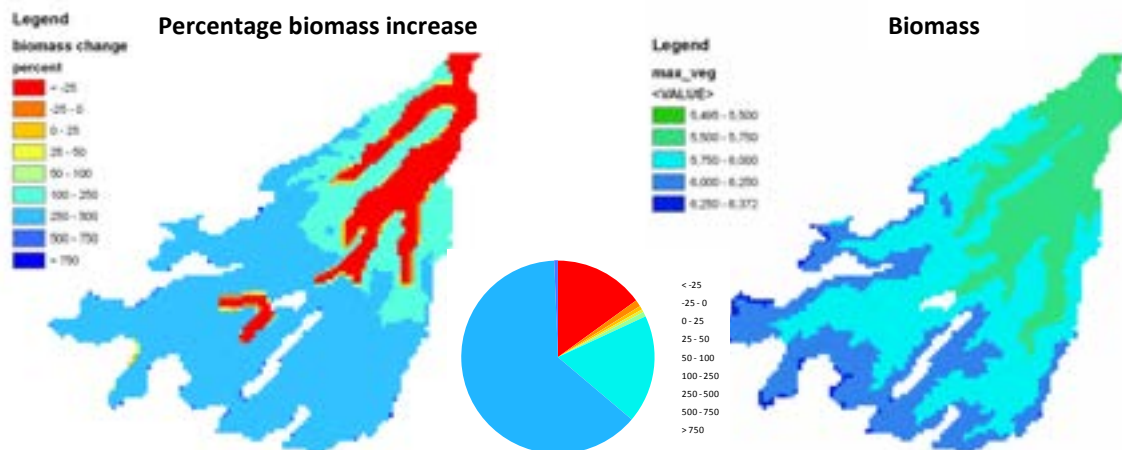 Legend
Percentage biomass increase
biomass change
percent
< -25
-25 - 0
0 - 25
25 - 50
50 - 100
100 - 250
250 - 500
500 - 750
> 750
< -25
-25 - 0
0 - 25
25 - 50
50 - 100
100 - 250
250 - 500
500 - 750
> 750
Biomass
Legend
max_veg
<VALUE>
5.495 - 5.500
5.500 - 5.750
5.750 - 6.000
6.000 - 6.250
6.250 - 6.372